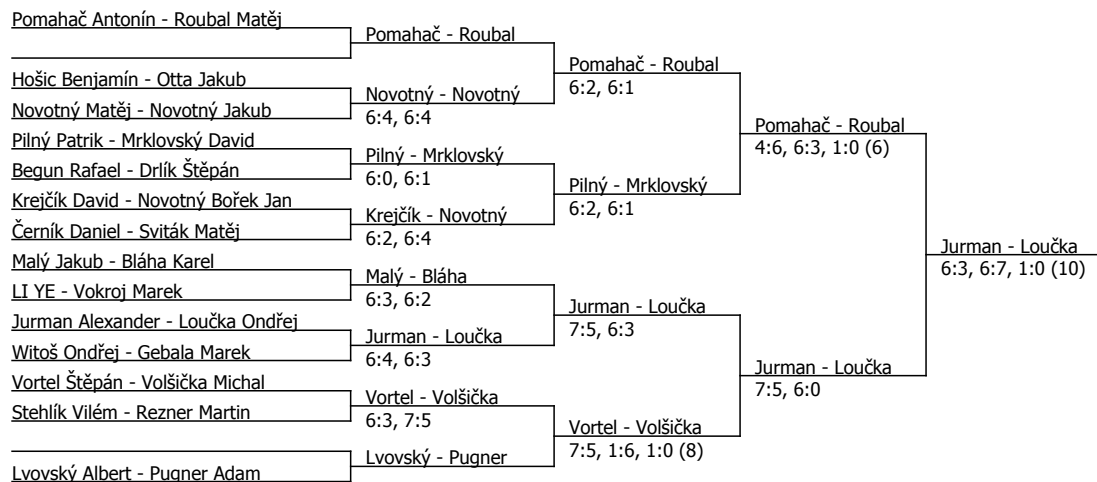 Pomahač Antonín - Roubal Matěj
Hošic Benjamín - Otta Jakub
Novotný Matěj - Novotný Jakub
Pilný Patrik - Mrklovský David
Begun Rafael - Drlík Štěpán
Krejčík David - Novotný Bořek Jan
Černík Daniel - Sviták Matěj
Malý Jakub - Bláha Karel
LI YE - Vokroj Marek
Jurman Alexander - Loučka Ondřej
Witoš Ondřej - Gebala Marek
Vortel Štěpán - Volšička Michal
Stehlík Vilém - Rezner Martin
Lvovský Albert - Pugner Adam
Pomahač - Roubal
Novotný - Novotný
6:4, 6:4
Pilný - Mrklovský
6:0, 6:1
Krejčík - Novotný
6:2, 6:4
Malý - Bláha
6:3, 6:2
Jurman - Loučka
6:4, 6:3
Vortel - Volšička
6:3, 7:5
Lvovský - Pugner
Pomahač - Roubal
6:2, 6:1
Pilný - Mrklovský
6:2, 6:1
Jurman - Loučka
7:5, 6:3
Vortel - Volšička
7:5, 1:6, 1:0 (8)
Pomahač - Roubal
4:6, 6:3, 1:0 (6)
Jurman - Loučka
7:5, 6:0
Jurman - Loučka
6:3, 6:7, 1:0 (10)